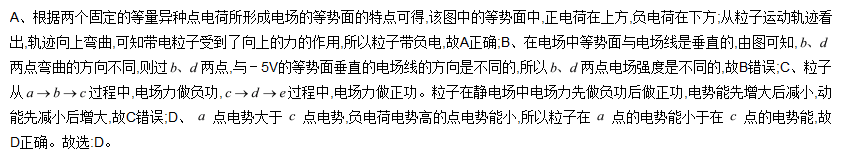 A、根据两个固定的等量异种点电荷所形成电场的等势面的特点可得,该图中的等势面中,正电荷在上方,负电荷在下方;从粒子运动轨迹看
出,轨迹向上弯曲,可知带电粒子受到了向上的力的作用,所以粒子带负电,故A正确;B、在电场中等势面与电场线是垂直的,由图可知,b、d
两点弯曲的方向不同,则过b、d两点,与－5V的等势面垂直的电场线的方向是不同的,所以b、d两点电场强度是不同的,故B错误;C、粒子
从a→b→c过程中,电场力做负功,c→d→e过程中,电场力做正功。粒子在静电场中电场力先做负功后做正功,电势能先增大后减小,动
能先减小后增大,故C错误;D、 a 点电势大于 c 点电势,负电荷电势高的点电势能小,所以粒子在 a 点的电势能小于在 c 点的电势能,故
D正确。故选:D。